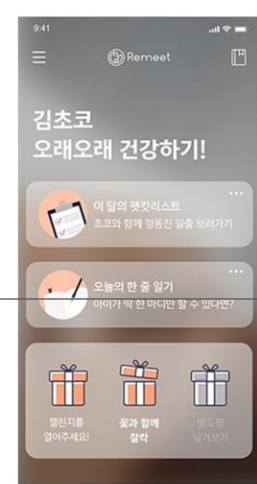 9:41
Remeet
김초코
오래오래 건강하기!
이 달의 펫킷리스트
초코와 함께 정동진 일출 보러가기
오늘의 한 줄 일기
아이가 딱 한 마디만 할 수 있다면?
챌린지를
열어주세요!
꽃과 함께
찰칵
발도장
남겨보기